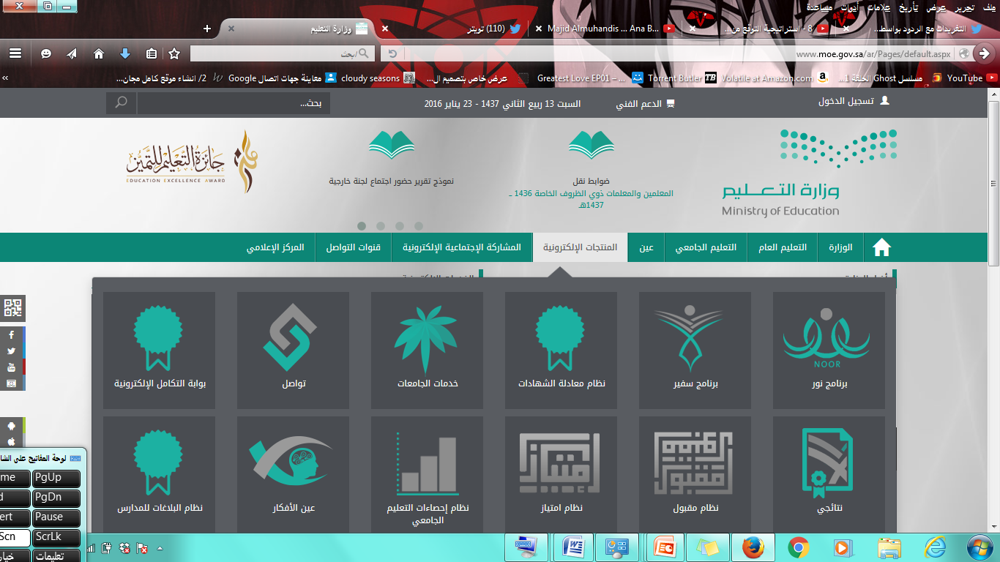 ملف تحرير عرض تأريخ علامات أدوات مساعدة
التغريدات مع الردود بواسط...
8 - استراتيجية التوقع من...
Majid Almuhandis ... Ana B...
(110) تويتر
وزارة التعليم
www.moe.gov.sa/ar/Pages/default.aspx
بحث
YouTube
مسلسل Ghost الحلقة 1...
Volatile at Amazon.com
Torrent Butler
Greatest Love EP01 – ...
عرض خاص بتصميم ال...
cloudy seasons
معاينة جهات اتصال Google
2/ انشاء موقع كامل مجان...
تسجيل الدخول
الدعم الفني
السبت 13 ربيع الثاني 1437 - 23 يناير 2016
بحث...
وزارة التعليم
Ministry of Education
ضوابط نقل
المعلمين والمعلمات ذوي الظروف الخاصة 1436 ــ
1437هـ
نموذج تقرير حضور اجتماع لجنة خارجية
جائزة التعليم للتميز
EDUCATION EXCELLENCE AWARD
الوزارة
التعليم العام
التعليم الجامعي
عين
المنتجات الإلكترونية
المشاركة الإجتماعية الإلكترونية
قنوات التواصل
المركز الإعلامي
NOOR
برنامج نور
برنامج سفير
نظام معادلة الشهادات
خدمات الجامعات
تواصل
بوابة التكامل الإلكترونية
نتائجي
نظام مقبول
نظام امتياز
نظام إحصاءات التعليم
الجامعي
عين الأفكار
نظام البلاغات للمدارس
لوحة المفاتيح على الشا
me PgUp
d PgDn
ert Pause
Scn ScrLk
خيار تعليمات